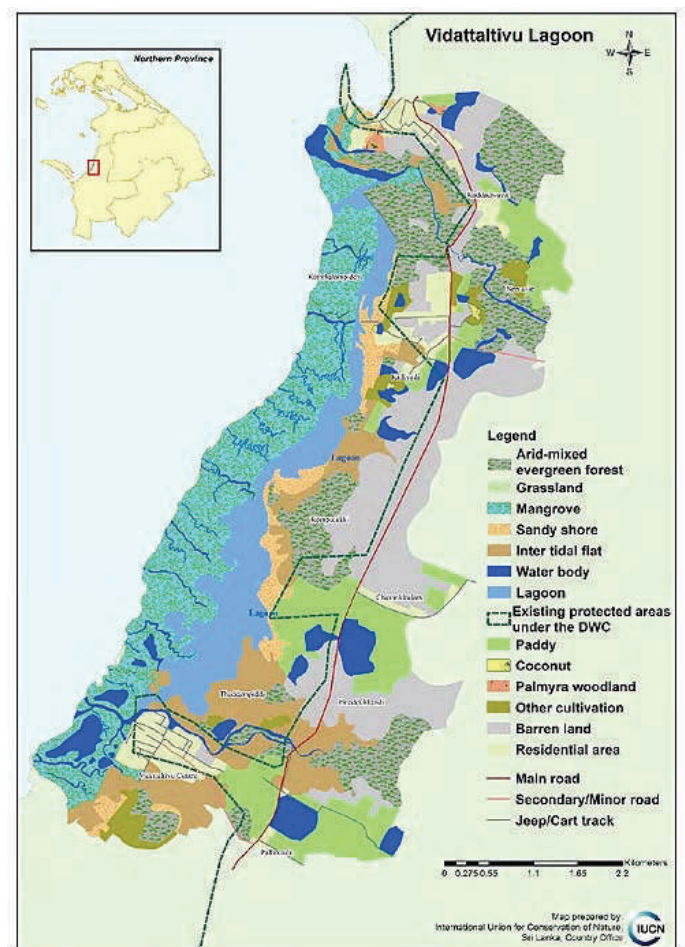 Vidattaltivu Lagoon
Northern Province
N
W E
S
Lagoon
Lagoon
Legend
Arid-mixed
evergreen forest
Grassland
Mangrove
Sandy shore
Inter tidal flat
Water body
Lagoon
Existing protected areas
under the DWC
Paddy
Coconut
Palmyra woodland
Other cultivation
Barren land
Residential area
Main road
Secondary/Minor road
Jeep/Cart track
Kilometers
0 0.275 0.55 1.1 1.65 2.2
Map prepared by:
International Union for Conservation of Nature,
Sri Lanka, Country Office
IUCN